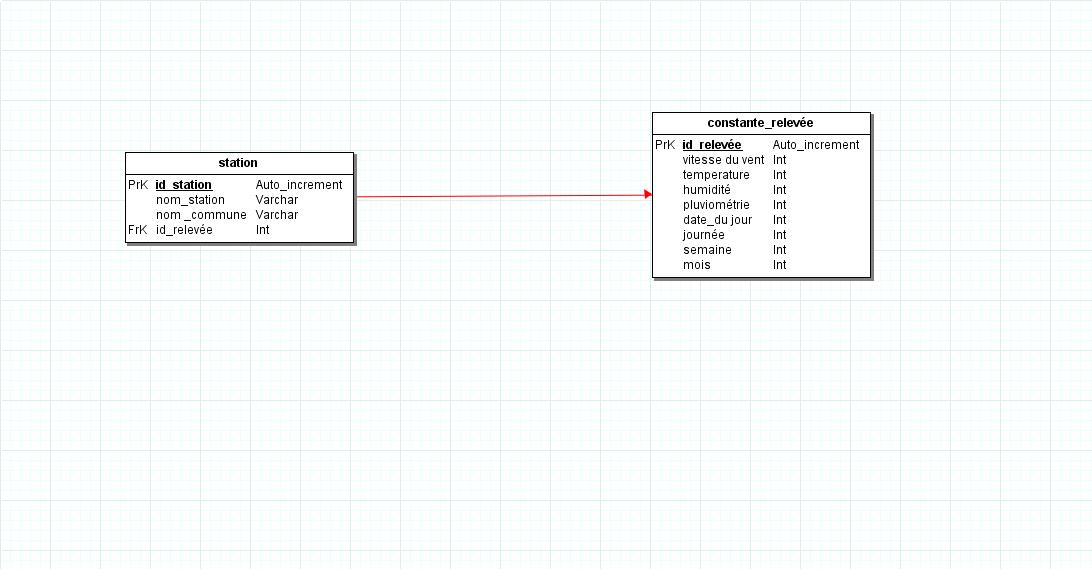 station
PrK id_station Auto_increment
nom_station Varchar
nom _commune Varchar
FrK id_relevée Int
constante_relevée
PrK id_relevée Auto_increment
vitesse du vent Int
temperature Int
humidité Int
pluviométrie Int
date_du jour Int
journée Int
semaine Int
mois Int